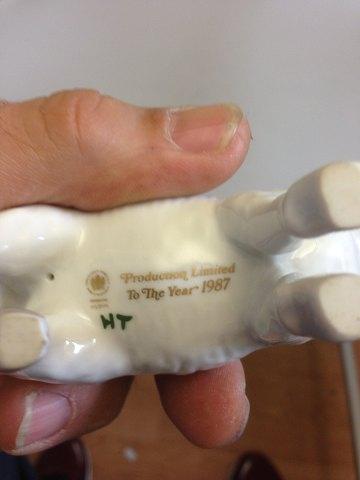 Production Limited
To The Year 1987
HT